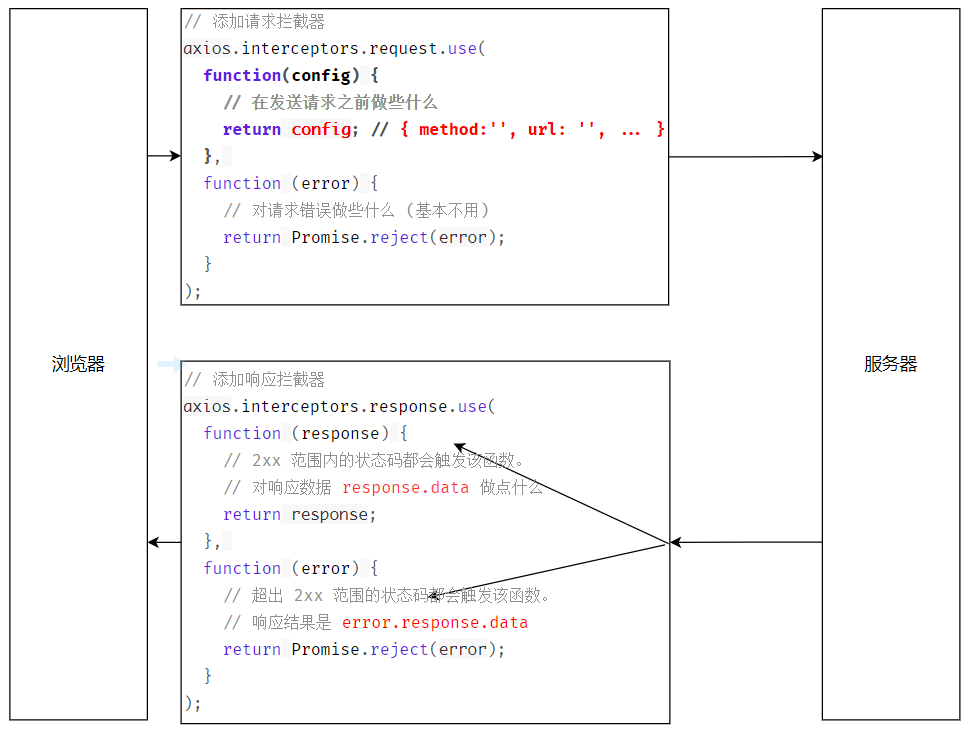 浏览器
// 添加请求拦截器
axios.interceptors.request.use(
function(config) {
// 在发送请求之前做些什么
return config; // { method:'', url: '', ... }
},
function (error) {
// 对请求错误做些什么 (基本不用)
return Promise.reject(error);
}
);
// 添加响应拦截器
axios.interceptors.response.use(
function (response) {
// 2xx 范围内的状态码都会触发该函数。
// 对响应数据 response.data 做点什么
return response;
},
function (error) {
// 超出 2xx 范围的状态码都会触发该函数。
// 响应结果是 error.response.data
return Promise.reject(error);
}
);
服务器